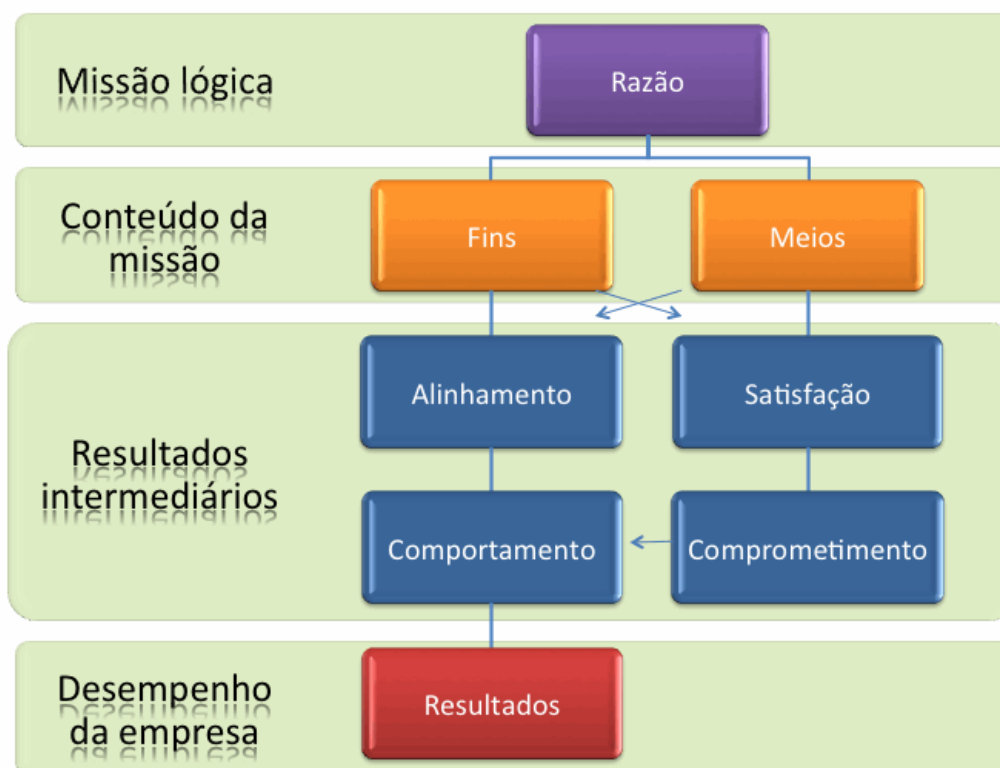 Missão lógica
Razão
Conteúdo da
missão
Fins
Meios
Resultados
intermediários
Alinhamento
Satisfação
Comportamento
Comprometimento
Desempenho
da empresa
Resultados